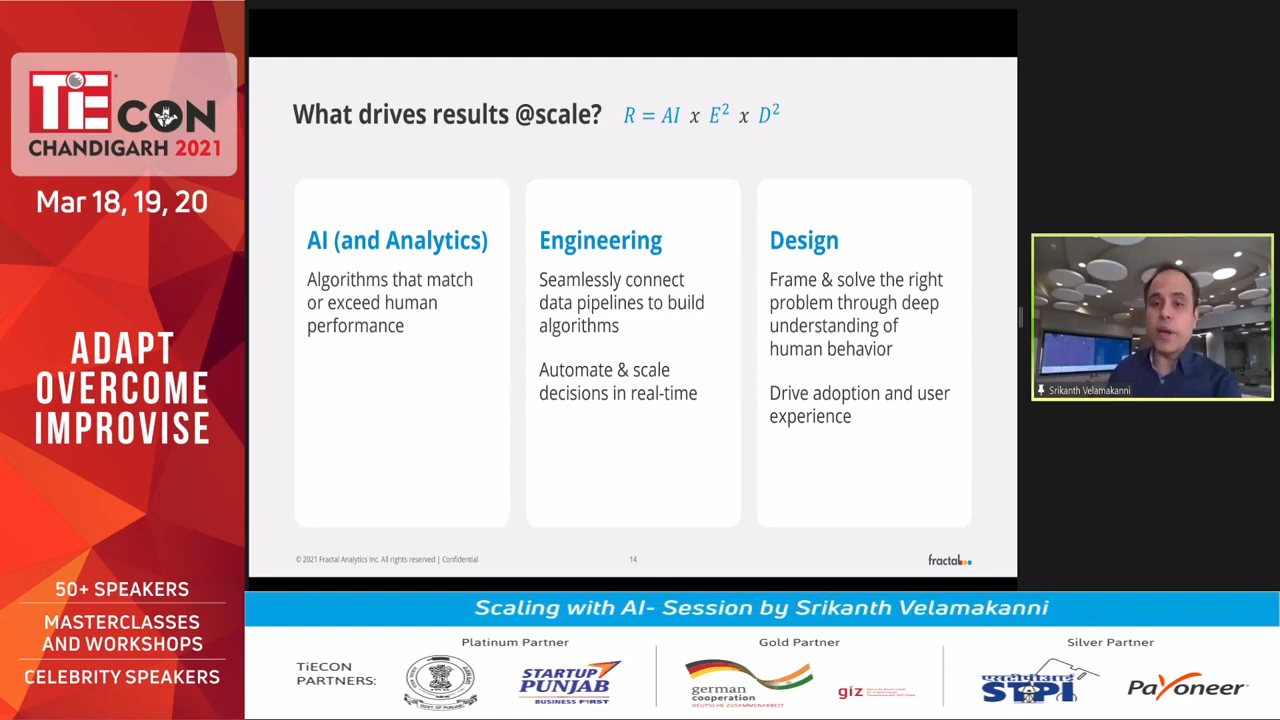 TiE CON
CHANDIGARH 2021
Mar 18, 19, 20
ADAPT
OVERCOME
IMPROVISE
50+ SPEAKERS
MASTERCLASSES
AND WORKSHOPS
CELEBRITY SPEAKERS
What drives results @scale? R = AI x E² x D²
AI (and Analytics)
Algorithms that match
or exceed human
performance
Engineering
Seamlessly connect
data pipelines to build
algorithms
Automate & scale
decisions in real-time
Design
Frame & solve the right
problem through deep
understanding of
human behavior
Drive adoption and user
experience
© 2021 Fractal Analytics Inc. All rights reserved | Confidential
14
fractal
Srikanth Velamakanni
Scaling with AI- Session by Srikanth Velamakanni
TiECON
PARTNERS:
Platinum Partner
STARTUP
PUNJAB
BUSINESS FIRST
Gold Partner
german
cooperation
DEUTSCHE ZUSAMMENARBEIT
giz
Silver Partner
एसटीपीआई
STPI
Payoneer